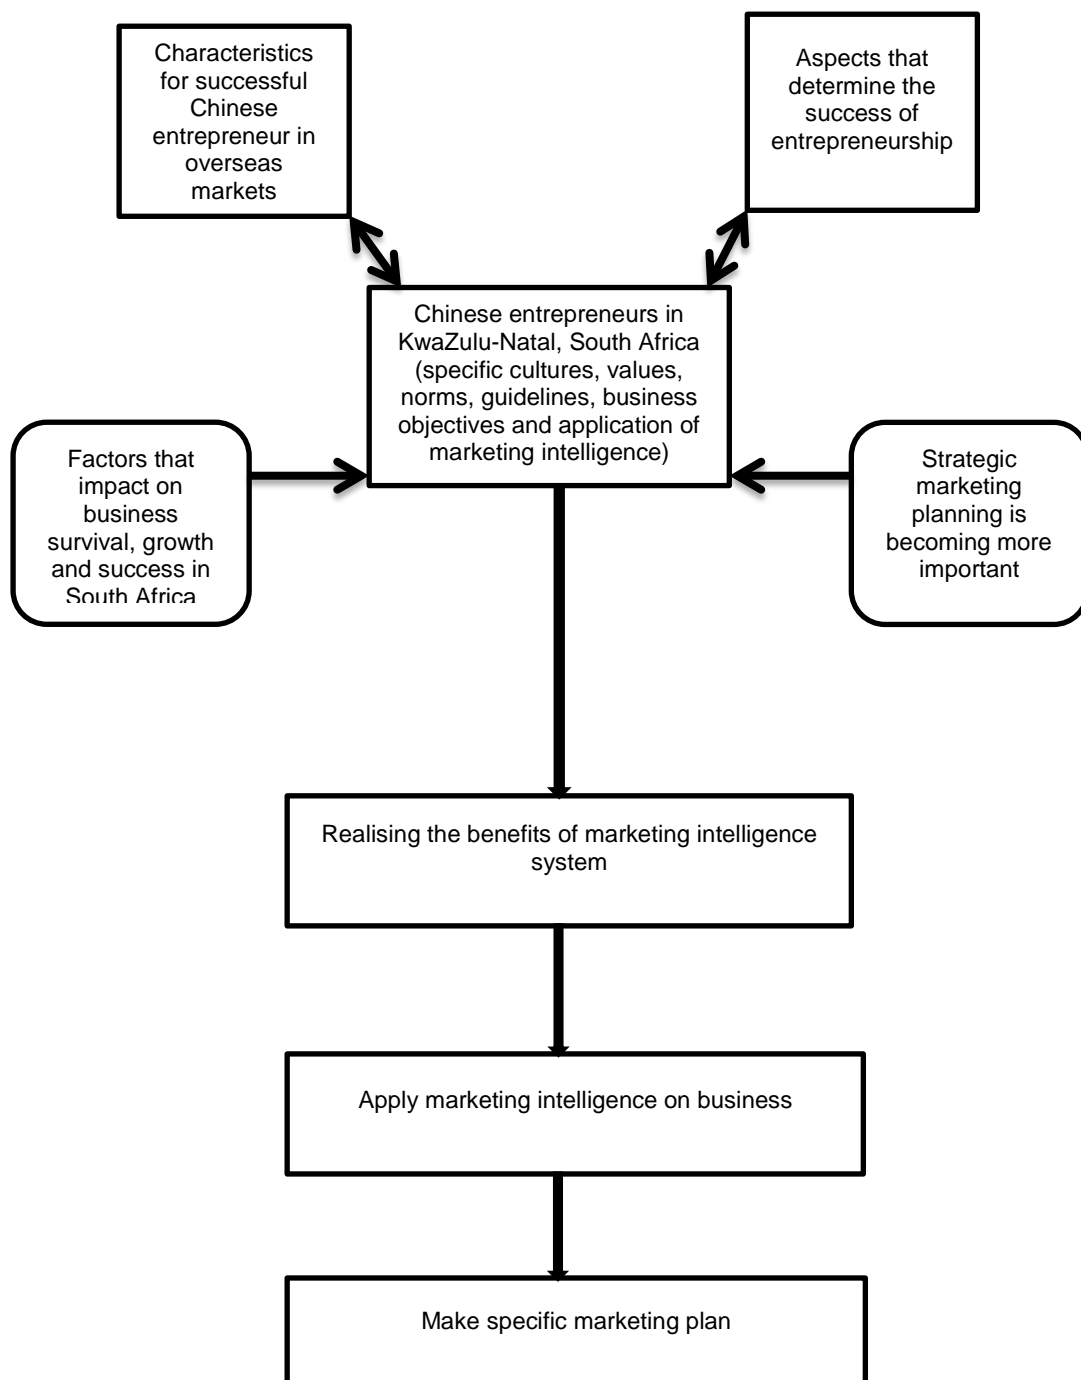 Characteristics
for successful
Chinese
entrepreneur in
overseas
markets
Aspects that
determine the
success of
entrepreneurship
Chinese entrepreneurs in
KwaZulu-Natal, South Africa
(specific cultures, values,
norms, guidelines, business
objectives and application of
marketing intelligence)
Factors that
impact on
business
survival, growth
and success in
South Africa
Strategic
marketing
planning is
becoming more
important
Realising the benefits of marketing intelligence
system
Apply marketing intelligence on business
Make specific marketing plan